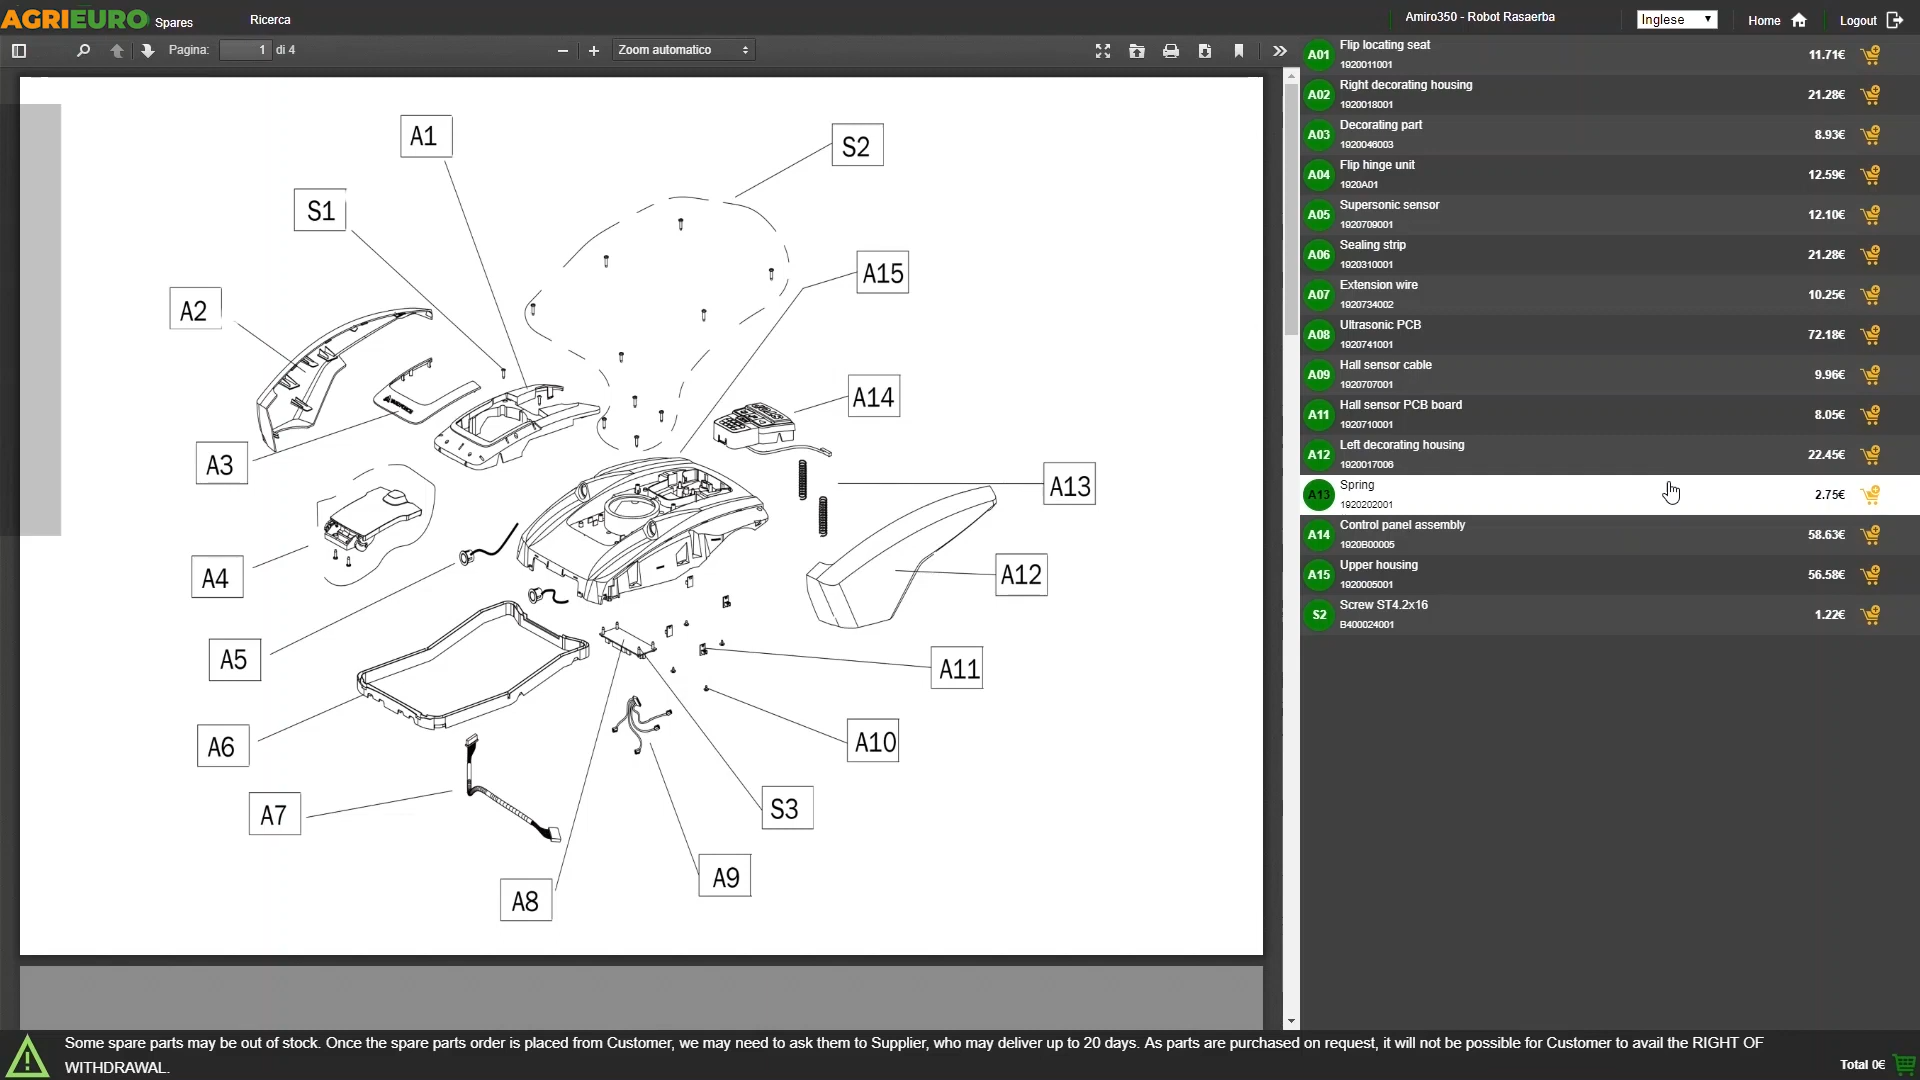 AGRIEURO Spares
Ricerca
Amiro350 - Robot Rasaerba
Inglese
Home
Logout
Pagina: 1 di 4
Zoom automatico
A1
S2
S1
A15
A2
A14
A3
A13
A4
A12
A5
A11
A6
A10
A7
S3
A9
A8
A01 Flip locating seat 11.71€
1920011001
A02 Right decorating housing 21.28€
1920018001
A03 Decorating part 8.93€
1920046003
A04 Flip hinge unit 12.59€
1920A01
A05 Supersonic sensor 12.10€
1920709001
A06 Sealing strip 21.28€
1920310001
A07 Extension wire 10.25€
1920734002
A08 Ultrasonic PCB 72.18€
1920741001
A09 Hall sensor cable 9.96€
1920707001
A11 Hall sensor PCB board 8.05€
1920710001
A12 Left decorating housing 22.45€
1920017006
A13 Spring 2.75€
1920202001
A14 Control panel assembly 58.63€
1920B00005
A15 Upper housing 56.58€
1920005001
S2 Screw ST4.2x16 1.22€
B400024001
Some spare parts may be out of stock. Once the spare parts order is placed from Customer, we may need to ask them to Supplier, who may deliver up to 20 days. As parts are purchased on request, it will not be possible for Customer to avail the RIGHT OF
WITHDRAWAL.
Total 0€